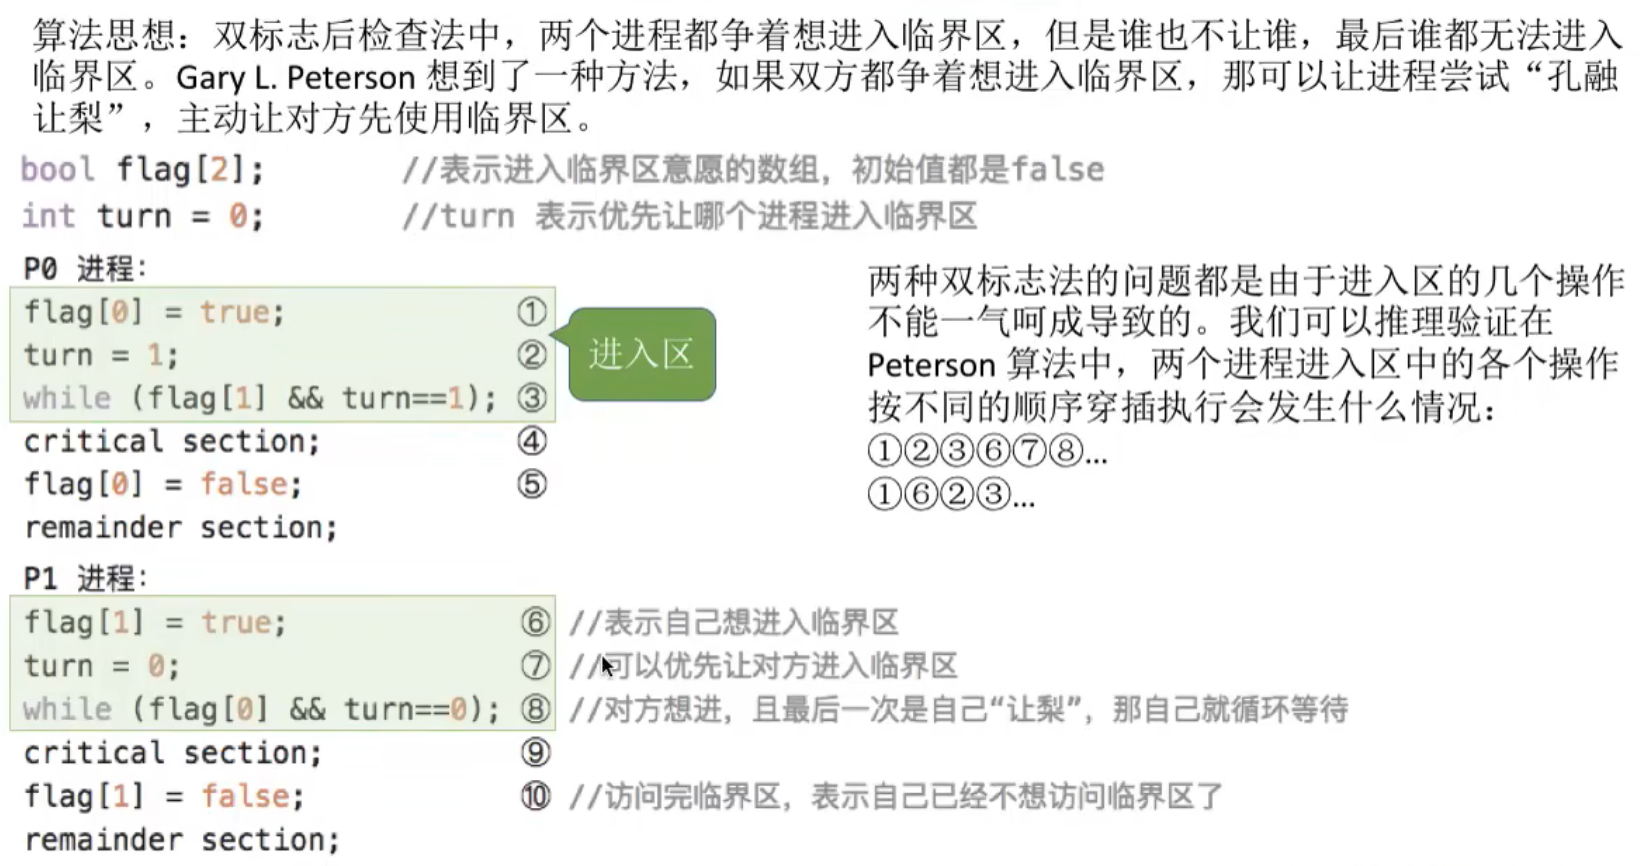 算法思想：双标志后检查法中，两个进程都争着想进入临界区，但是谁也不让谁，最后谁都无法进入
临界区。Gary L. Peterson 想到了一种方法，如果双方都争着想进入临界区，那可以让进程尝试“孔融
让梨”，主动让对方先使用临界区。
bool flag[2]; //表示进入临界区意愿的数组，初始值都是false
int turn = 0; //turn 表示优先让哪个进程进入临界区
P0 进程：
flag[0] = true; ①
turn = 1; ②
while (flag[1] && turn==1); ③
critical section; ④
flag[0] = false; ⑤
remainder section;
进入区
两种双标志法的问题都是由于进入区的几个操作
不能一气呵成导致的。我们可以推理验证在
Peterson 算法中，两个进程进入区中的各个操作
按不同的顺序穿插执行会发生什么情况：
①②③⑥⑦⑧...
①⑥②③...
P1 进程：
flag[1] = true; ⑥ //表示自己想进入临界区
turn = 0; ⑦ //可以优先让对方进入临界区
while (flag[0] && turn==0); ⑧ //对方想进，且最后一次是自己“让梨”，那自己就循环等待
critical section; ⑨
flag[1] = false; ⑩ //访问完临界区，表示自己已经不想访问临界区了
remainder section;